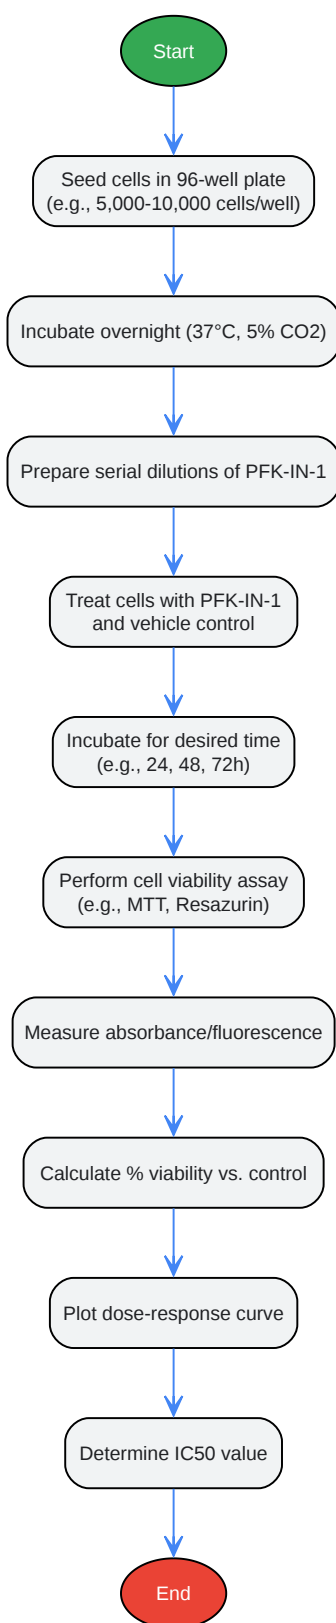 Start
Seed cells in 96-well plate
(e.g., 5,000-10,000 cells/well)
Incubate overnight (37°C, 5% CO2)
Prepare serial dilutions of PFK-IN-1
Treat cells with PFK-IN-1
and vehicle control
Incubate for desired time
(e.g., 24, 48, 72h)
Perform cell viability assay
(e.g., MTT, Resazurin)
Measure absorbance/fluorescence
Calculate % viability vs. control
Plot dose-response curve
Determine IC50 value
End